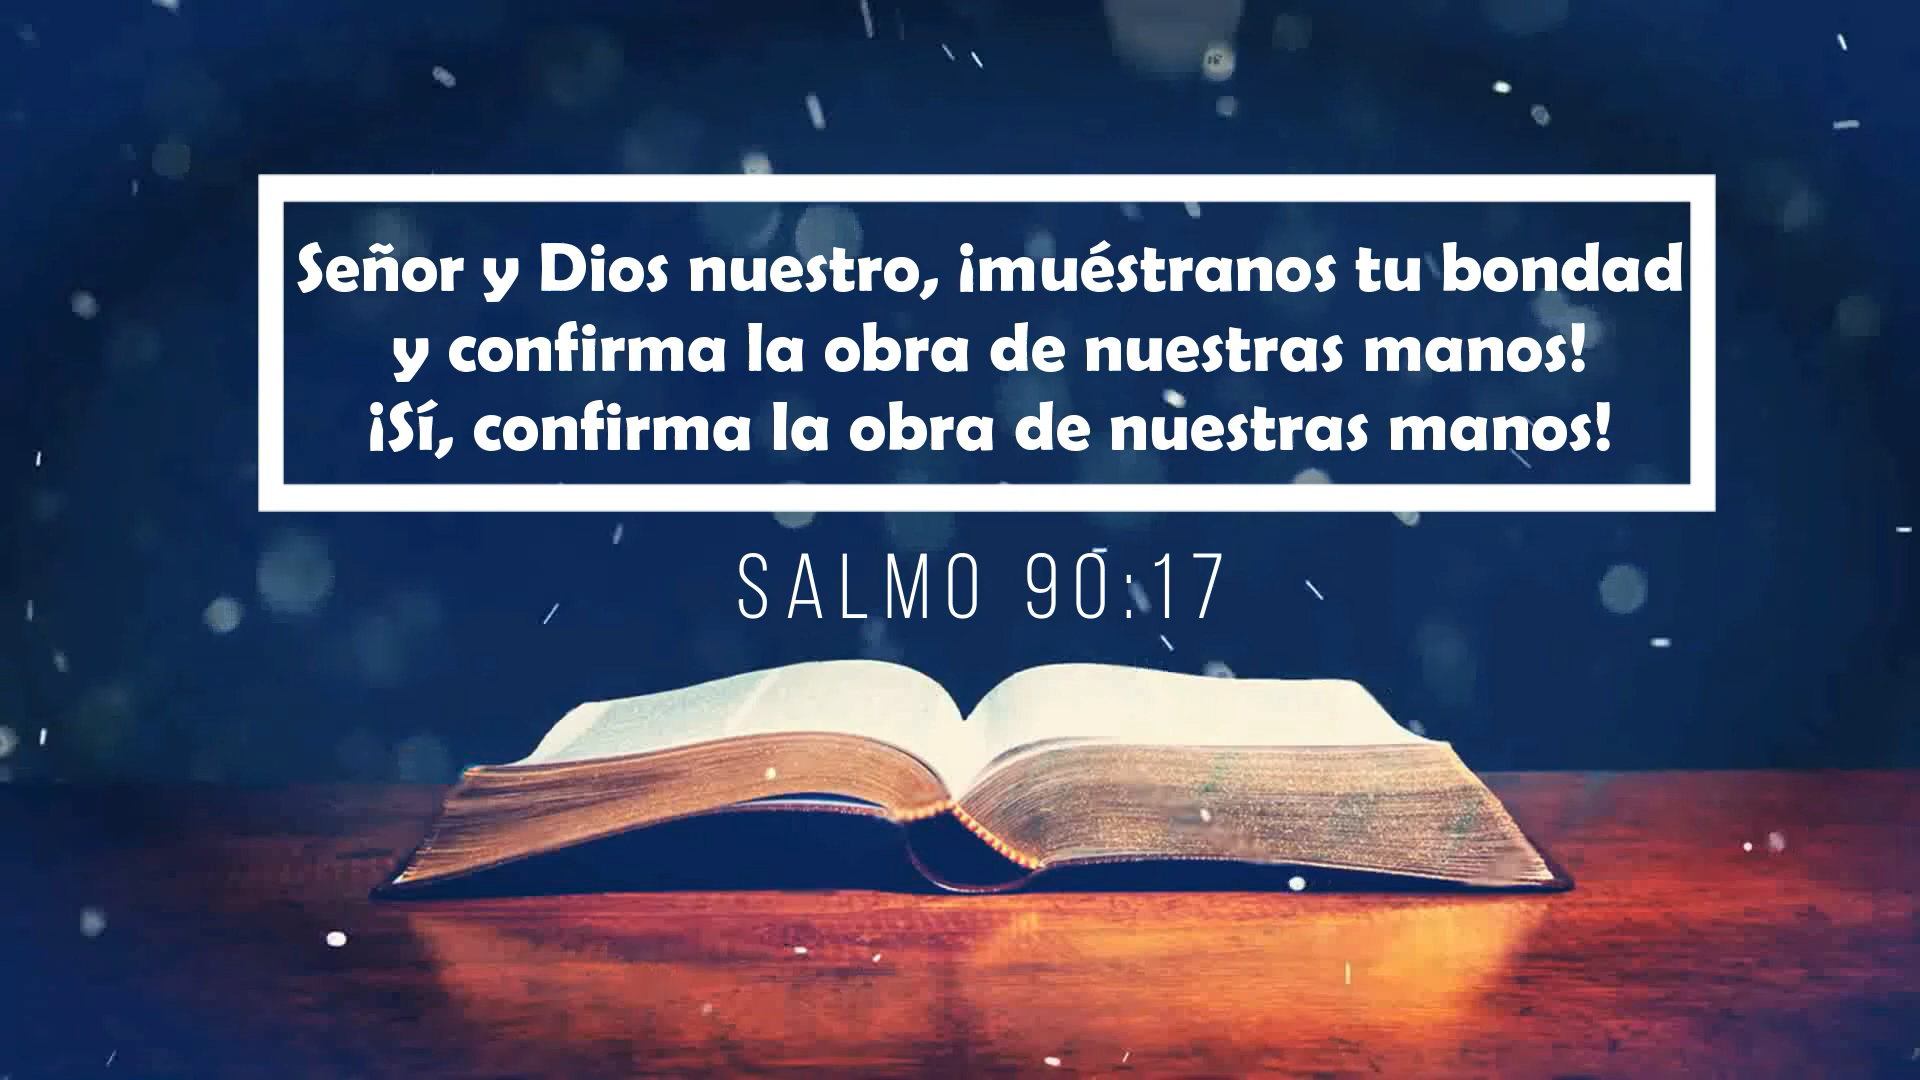 Señor y Dios nuestro, ¡muéstranos tu bondad
y confirma la obra de nuestras manos!
¡Sí, confirma la obra de nuestras manos!
SALMO 90:17